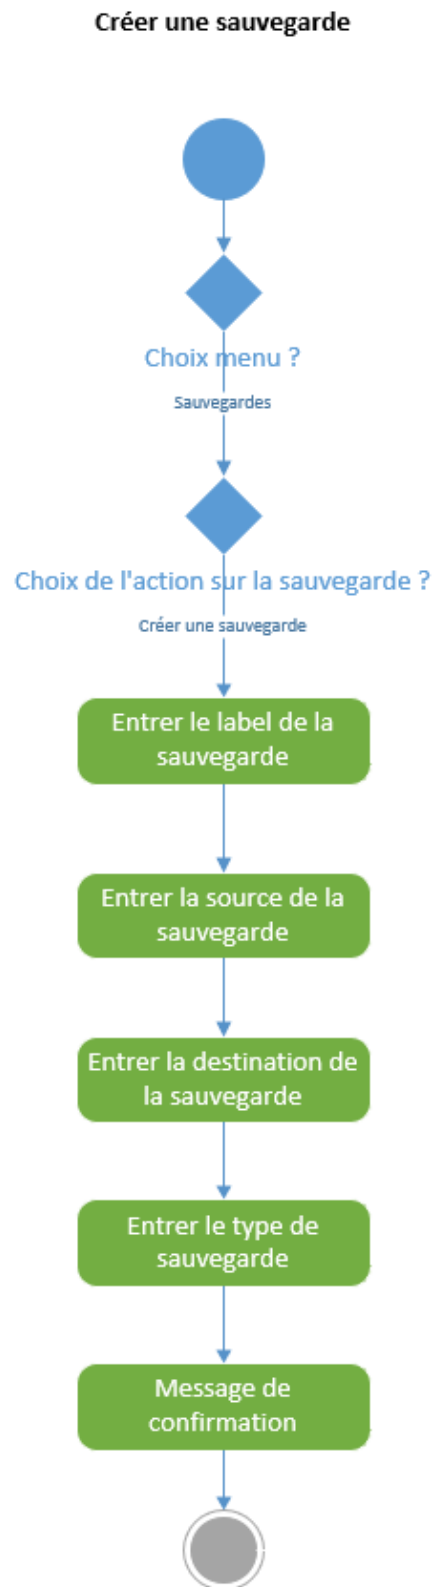 Créer une sauvegarde
Choix menu ?
Sauvegardes
Choix de l'action sur la sauvegarde ?
Créer une sauvegarde
Entrer le label de la
sauvegarde
Entrer la source de la
sauvegarde
Entrer la destination de
la sauvegarde
Entrer le type de
sauvegarde
Message de
confirmation